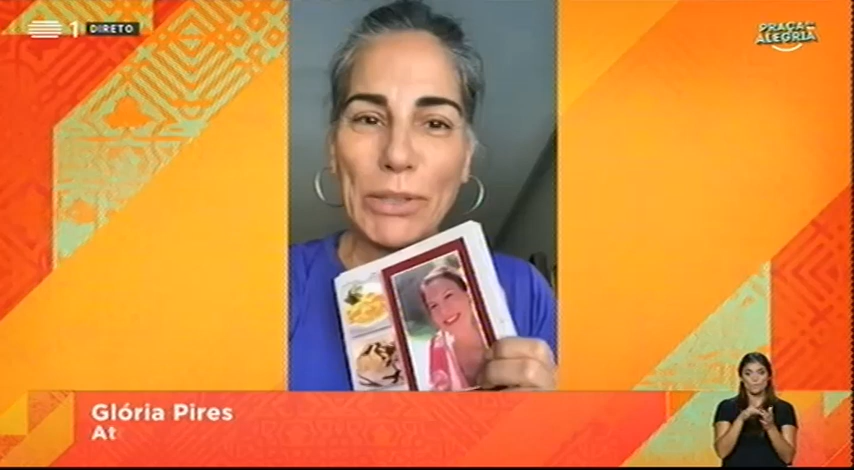 1 DIRETO
PRAÇA DA
ALEGRIA
Glória Pires
At